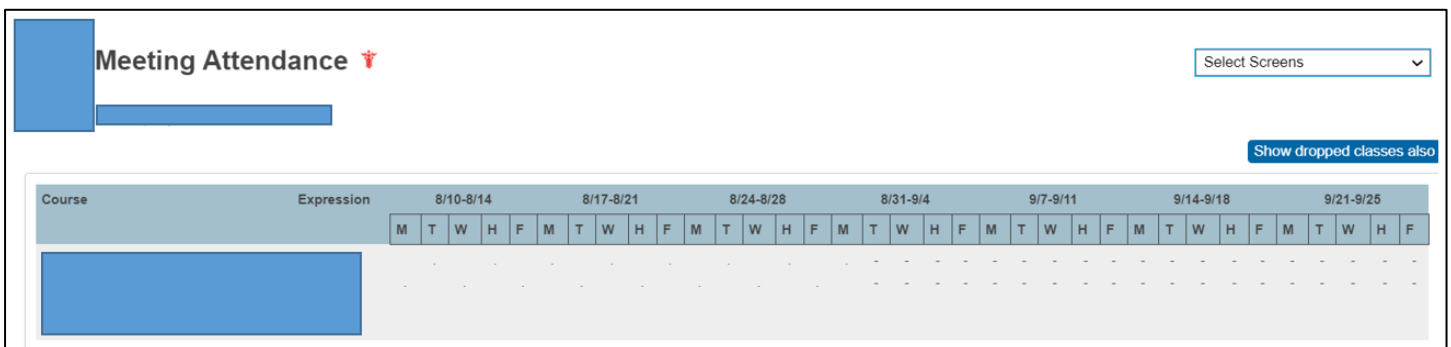 Meeting Attendance
Select Screens
Show dropped classes also
Course Expression 8/10-8/14 8/17-8/21 8/24-8/28 8/31-9/4 9/7-9/11 9/14-9/18 9/21-9/25
M T W H F M T W H F M T W H F M T W H F M T W H F M T W H F M T W H F
. . . . . . . . - - - - - - - - - - - - - - - - - - -
. . . . . . . . - - - - - - - - - - - - - - - - - - -